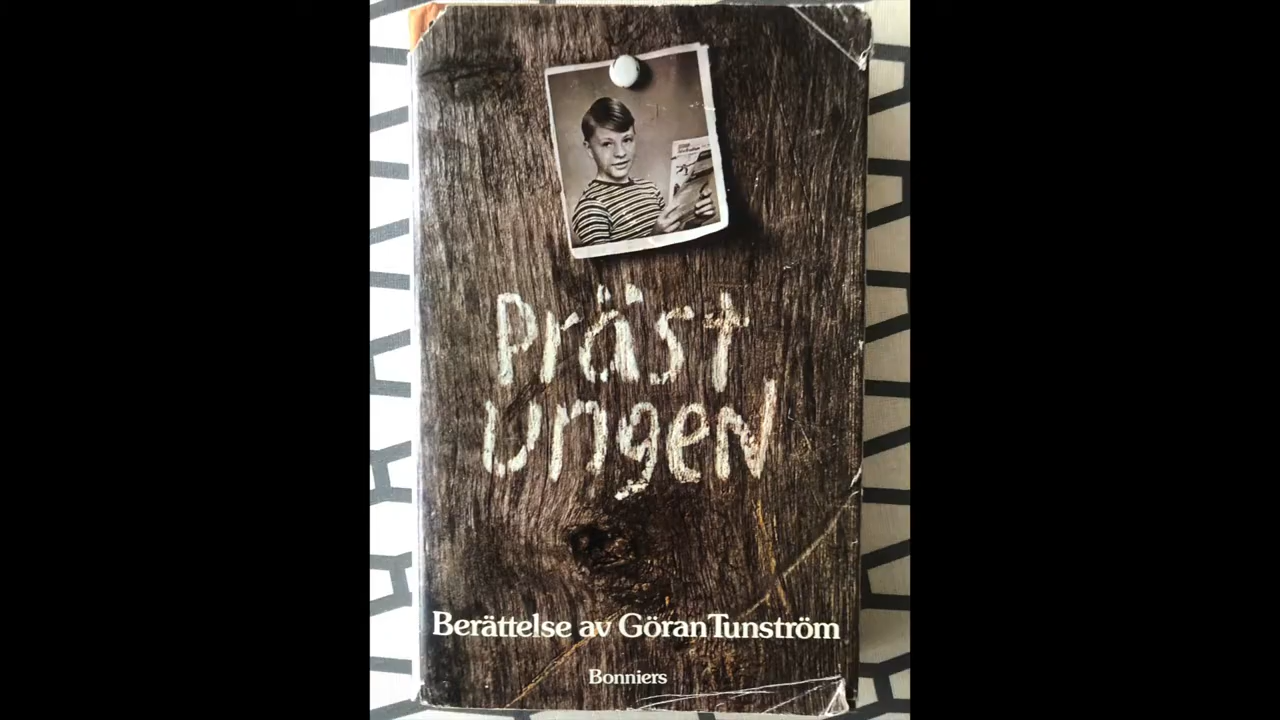 Präst
ungen
Berättelse av Göran Tunström
Bonniers